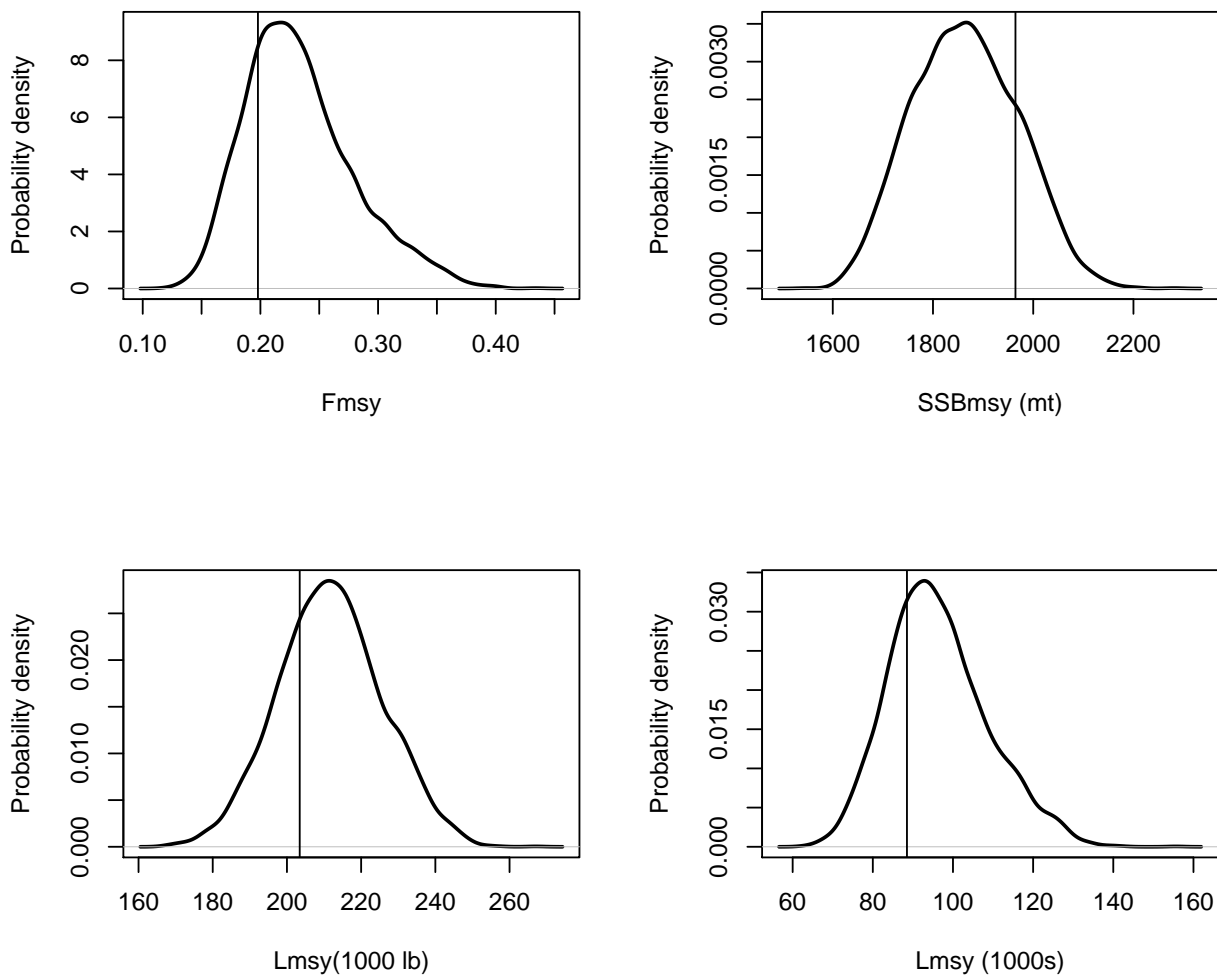 Probability density
0 2 4 6 8
0.10 0.20 0.30 0.40
Fmsy
Probability density
0.0000 0.0015 0.0030
1600 1800 2000 2200
SSBmsy (mt)
Probability density
0.000 0.010 0.020
160 180 200 220 240 260
Lmsy(1000 lb)
Probability density
0.000 0.015 0.030
60 80 100 120 140 160
Lmsy (1000s)